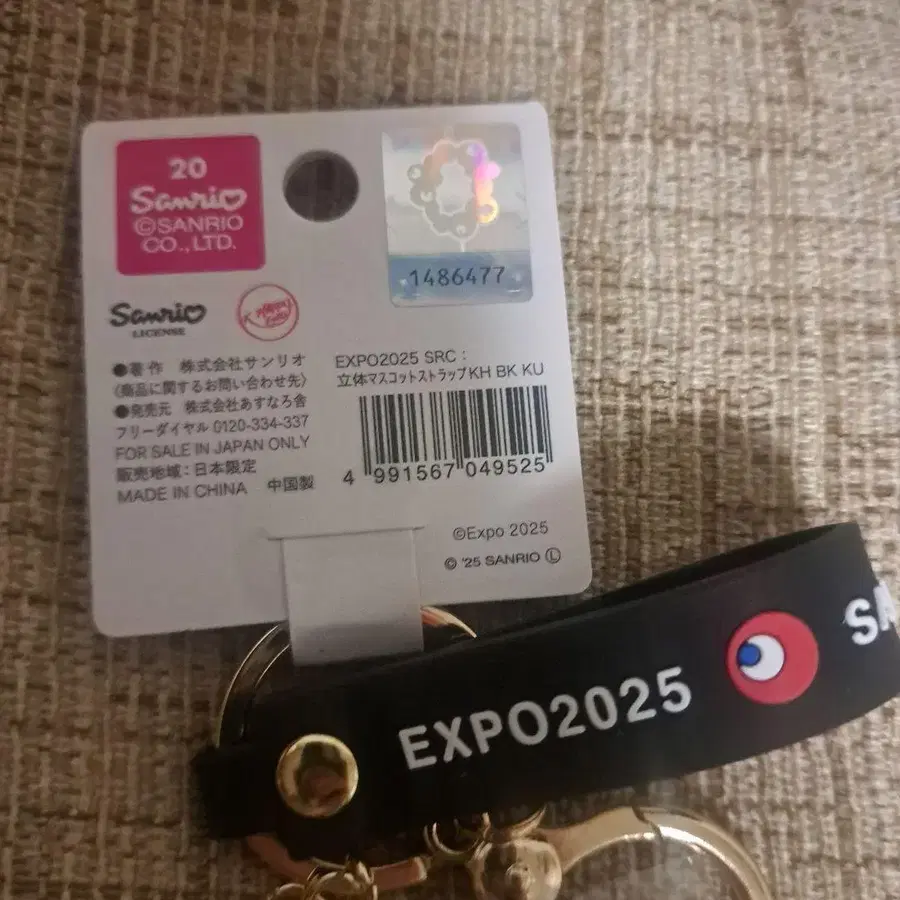 20
Sanrio
©SANRIO
CO., LTD.
1486477
Sanrio
LICENSE
●著作 株式会社サンリオ
〈商品に関するお問い合わせ先〉
●発売元 株式会社あすなろ舎
フリーダイヤル 0120-334-337
FOR SALE IN JAPAN ONLY
販売地域:日本限定
MADE IN CHINA 中国製
EXPO2025 SRC:
立体マスコットストラップKH BK KU
4 991567 049525
©Expo 2025
© '25 SANRIO Ⓛ
EXPO2025